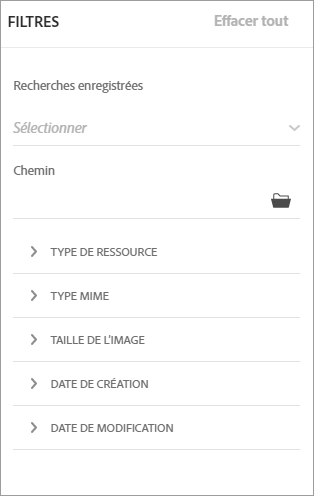 FILTRES Effacer tout
Recherches enregistrées
Sélectionner
Chemin
TYPE DE RESSOURCE
TYPE MIME
TAILLE DE L'IMAGE
DATE DE CRÉATION
DATE DE MODIFICATION